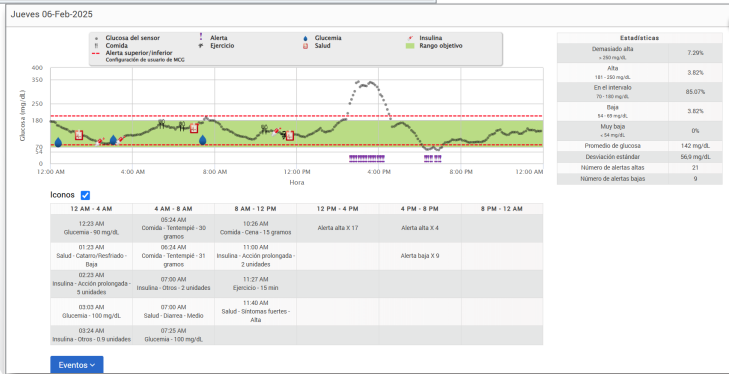 Jueves 06-Feb-2025
Glucosa del sensor Alerta Glucemia Insulina
Comida Ejercicio Salud Rango objetivo
Alerta superior/inferior
Configuración de usuario de MCG
Glucosa (mg/dL)
400
350
250
180
70
54
0
12:00 AM 4:00 AM 8:00 AM 12:00 PM 4:00 PM 8:00 PM 12:00 AM
Hora
Estadísticas
Demasiado alta 7.29%
> 250 mg/dL
Alta 3.82%
181 - 250 mg/dL
En el intervalo 85.07%
70 - 180 mg/dL
Baja 3.82%
54 - 69 mg/dL
Muy baja 0%
< 54 mg/dL
Promedio de glucosa 142 mg/dL
Desviación estándar 56,9 mg/dL
Número de alertas altas 21
Número de alertas bajas 9
Iconos
12 AM - 4 AM 4 AM - 8 AM 8 AM - 12 PM 12 PM - 4 PM 4 PM - 8 PM 8 PM - 12 AM
12:23 AM
Glucemia - 90 mg/dL
05:24 AM
Comida - Tentempié - 30
gramos
10:26 AM
Comida - Cena - 15 gramos
Alerta alta X 17
Alerta alta X 4
01:23 AM
Salud - Catarro/Resfriado -
Baja
06:24 AM
Comida - Tentempié - 31
gramos
11:00 AM
Insulina - Acción prolongada -
2 unidades
Alerta baja X 9
02:23 AM
Insulina - Acción prolongada -
5 unidades
07:00 AM
Insulina - Otros - 2 unidades
11:27 AM
Ejercicio - 15 min
03:03 AM
Glucemia - 100 mg/dL
07:00 AM
Salud - Diarrea - Medio
11:40 AM
Salud - Síntomas fuertes -
Alta
03:24 AM
Insulina - Otros - 0.9 unidades
07:25 AM
Glucemia - 100 mg/dL
Eventos